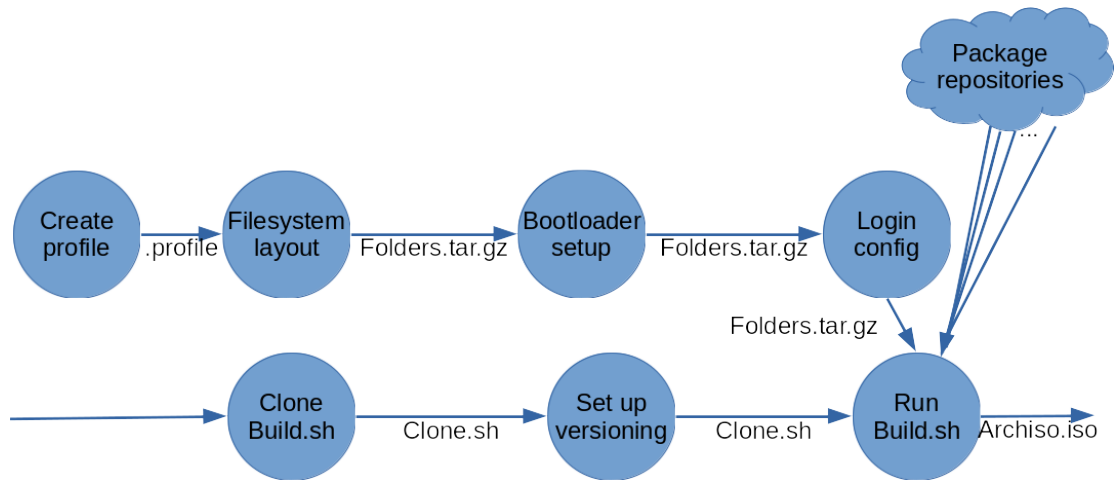 Package
repositories
...
Create
profile
.profile
Filesystem
layout
Folders.tar.gz
Bootloader
setup
Folders.tar.gz
Login
config
Folders.tar.gz
Clone
Build.sh
Clone.sh
Set up
versioning
Clone.sh
Run
Build.sh
Archiso.iso